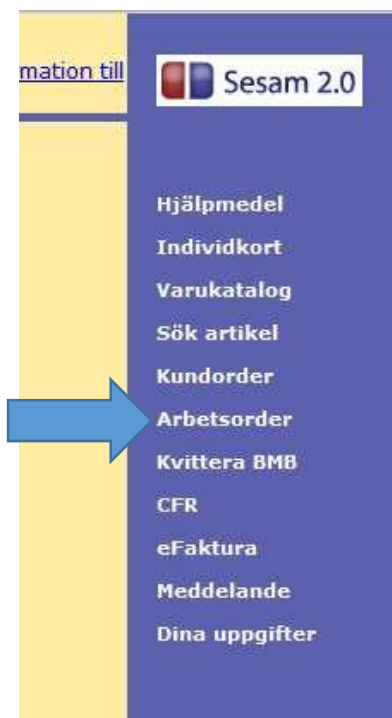 mation till
Sesam 2.0
Hjälpmedel
Individkort
Varukatalog
Sök artikel
Kundorder
Arbetsorder
Kvittera BMB
CFR
eFaktura
Meddelande
Dina uppgifter